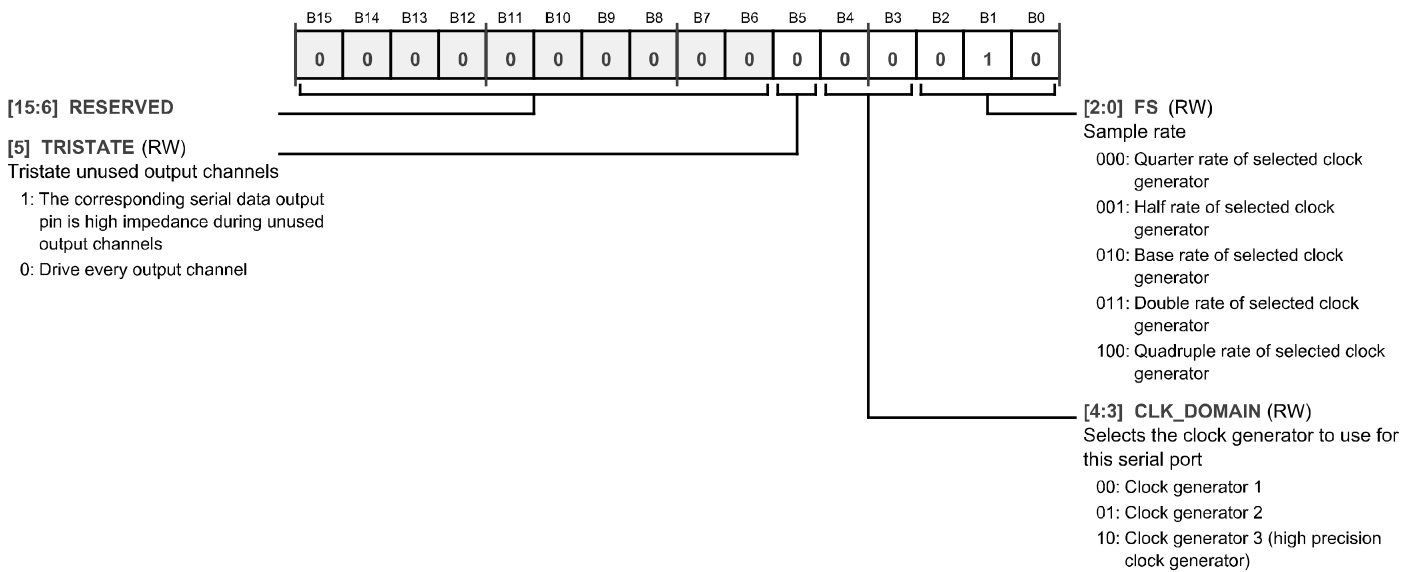 B15 B14 B13 B12 B11 B10 B9 B8 B7 B6 B5 B4 B3 B2 B1 B0
0 0 0 0 0 0 0 0 0 0 0 0 0 0 1 0
[15:6] RESERVED
[5] TRISTATE (RW)
Tristate unused output channels
1: The corresponding serial data output
pin is high impedance during unused
output channels
0: Drive every output channel
[2:0] FS (RW)
Sample rate
000: Quarter rate of selected clock
generator
001: Half rate of selected clock
generator
010: Base rate of selected clock
generator
011: Double rate of selected clock
generator
100: Quadruple rate of selected clock
generator
[4:3] CLK_DOMAIN (RW)
Selects the clock generator to use for
this serial port
00: Clock generator 1
01: Clock generator 2
10: Clock generator 3 (high precision
clock generator)